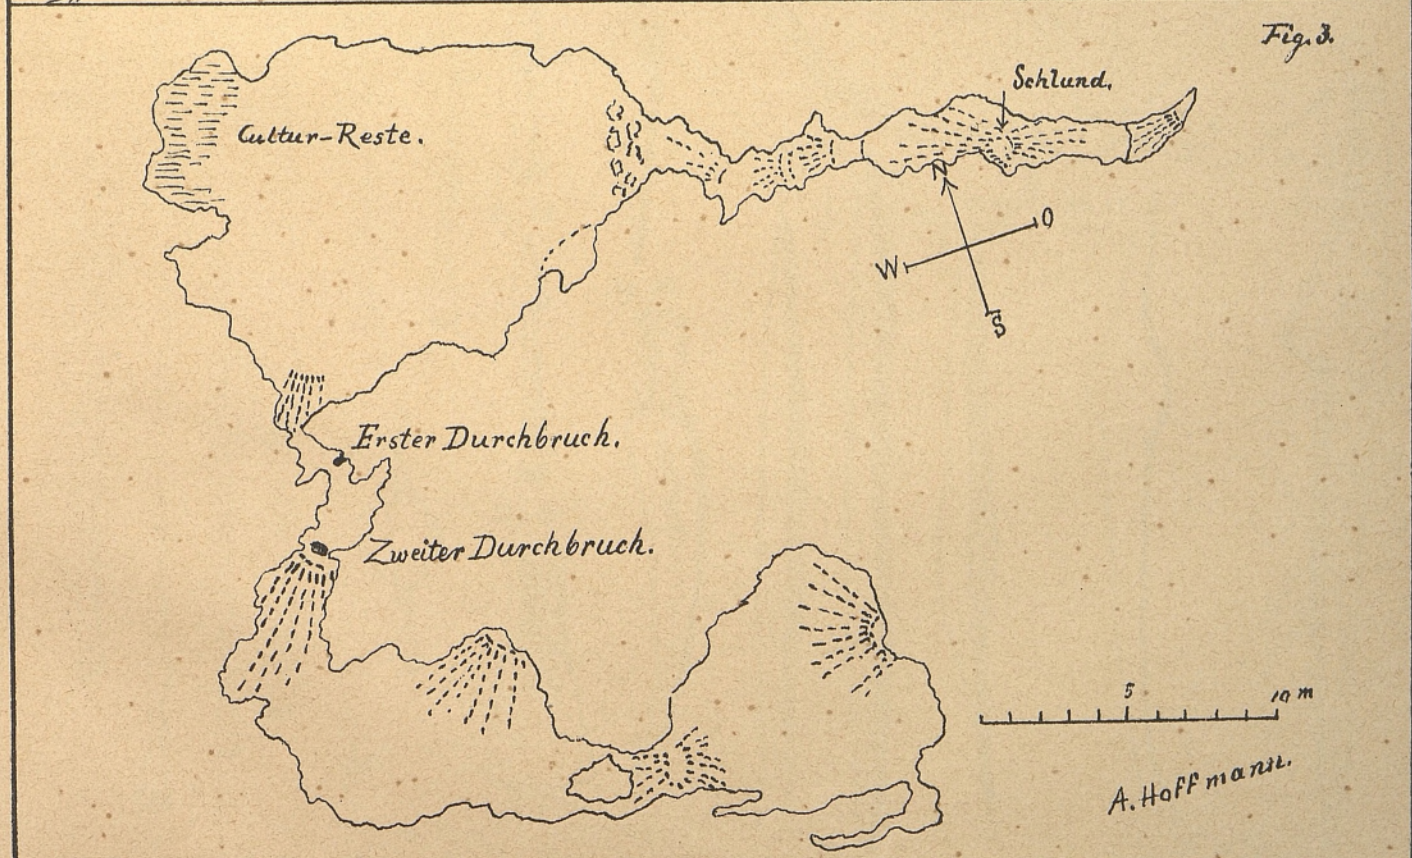 Fig. 3.
Schlund.
Cultur-Reste.
N
O
W
S
Erster Durchbruch.
Zweiter Durchbruch.
5
10 m
A. Hoffmann.